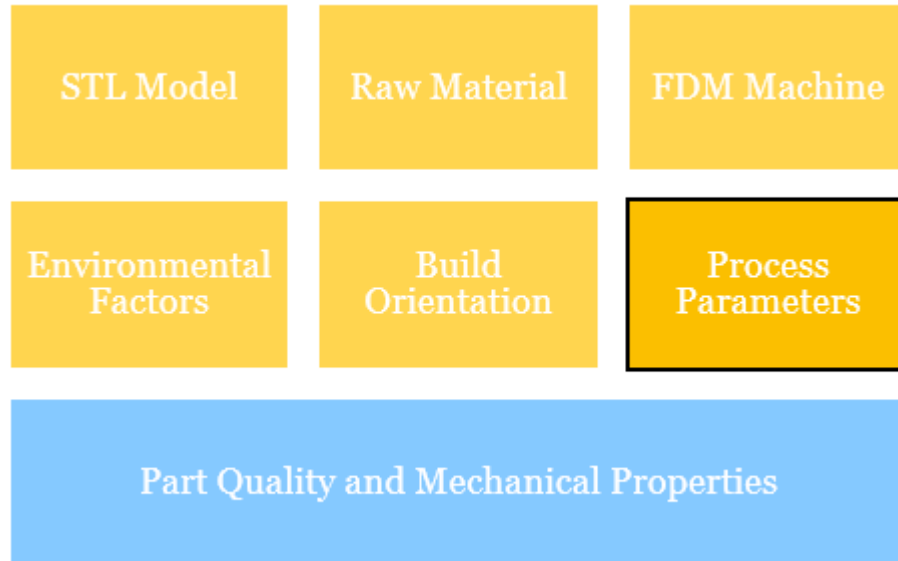 STL Model
Raw Material
FDM Machine
Environmental
Factors
Build
Orientation
Process
Parameters
Part Quality and Mechanical Properties